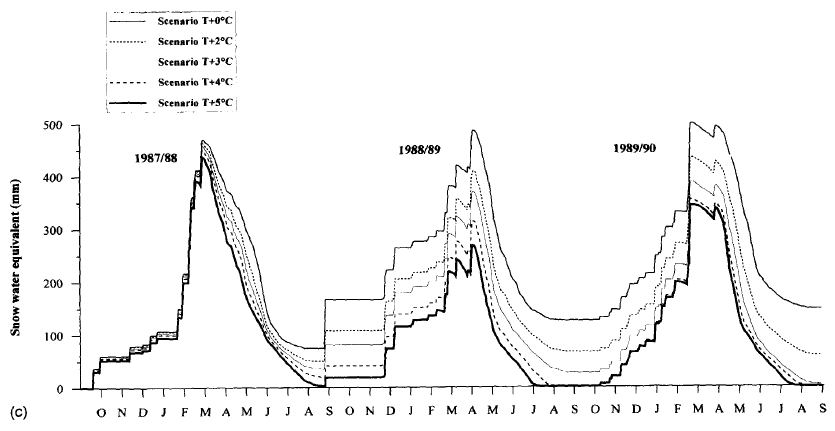 Scenario T+0°C
Scenario T+2°C
Scenario T+3°C
Scenario T+4°C
Scenario T+5°C
500
400
300
200
100
0
Snow water equivalent (mm)
1987/88
1988/89
1989/90
O N D J F M A M J J A S O N D J F M A M J J A S O N D J F M A M J J A S
(c)